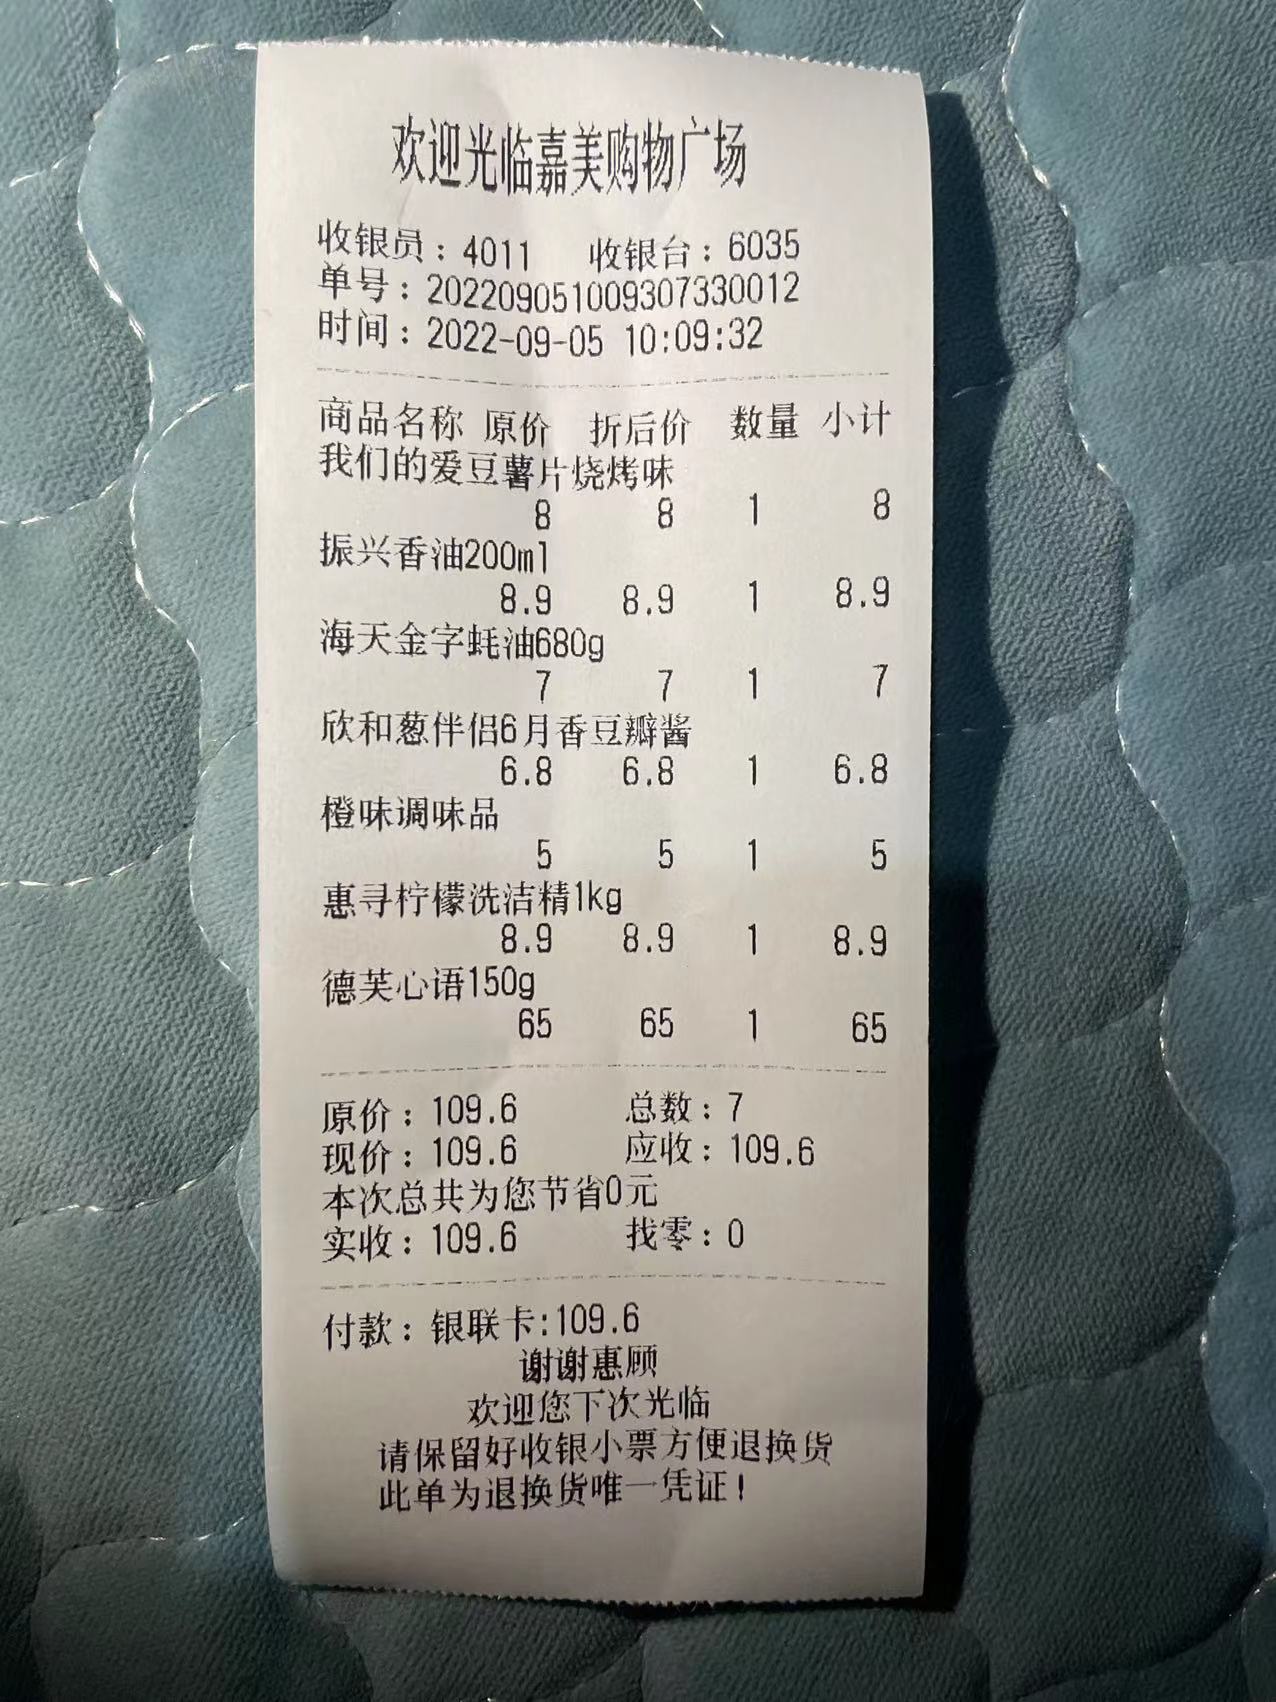 欢迎光临嘉美购物广场
收银员：4011 收银台：6035
单号：202209051009307330012
时间：2022-09-05 10:09:32
商品名称 原价 折后价 数量 小计
我们的爱豆薯片烧烤味
8 8 1 8
振兴香油200ml
8.9 8.9 1 8.9
海天金字蚝油680g
7 7 1 7
欣和葱伴侣6月香豆瓣酱
6.8 6.8 1 6.8
橙味调味品
5 5 1 5
惠寻柠檬洗洁精1kg
8.9 8.9 1 8.9
德芙心语150g
65 65 1 65
原价：109.6 总数：7
现价：109.6 应收：109.6
本次总共为您节省0元
实收：109.6 找零：0
付款：银联卡:109.6
谢谢惠顾
欢迎您下次光临
请保留好收银小票方便退换货
此单为退换货唯一凭证！